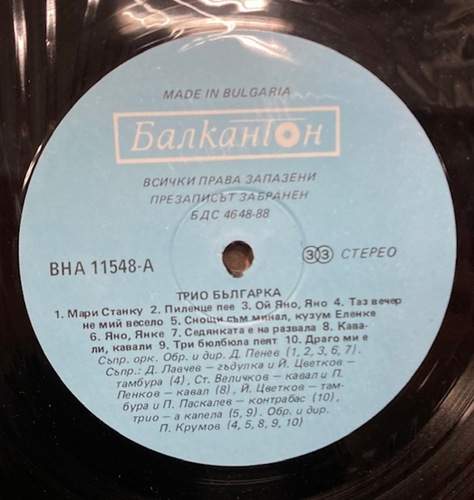 MADE IN BULGARIA
Балкантон
ВСИЧКИ ПРАВА ЗАПАЗЕНИ
ПРЕЗАПИСЪТ ЗАБРАНЕН
БДС 4648-88
ВНА 11548-А
33 СТЕРЕО
ТРИО БЪЛГАРКА
1. Мари Станку 2. Пиленце пее 3. Ой Яно, Яно 4. Таз вечер
не мий весело 5. Снощи съм минал, кузум Еленке
6. Яно, Янке 7. Седянката е на развала 8. Кава-
ли, кавали 9. Три бюлбюла пеят 10. Драго ми е
Съпр. орк. Обр. и дир. Д. Пенев (1, 2, 3, 6, 7).
Съпр.: Д. Лавчев — гъдулка и Й. Цветков —
тамбура (4), Ст. Величков — кавал и П.
Пенков — кавал (8), Й. Цветков — там-
бура и П. Паскалев — контрабас (10),
трио — а капела (5, 9). Обр. и дир.
П. Крумов (4, 5, 8, 9, 10)